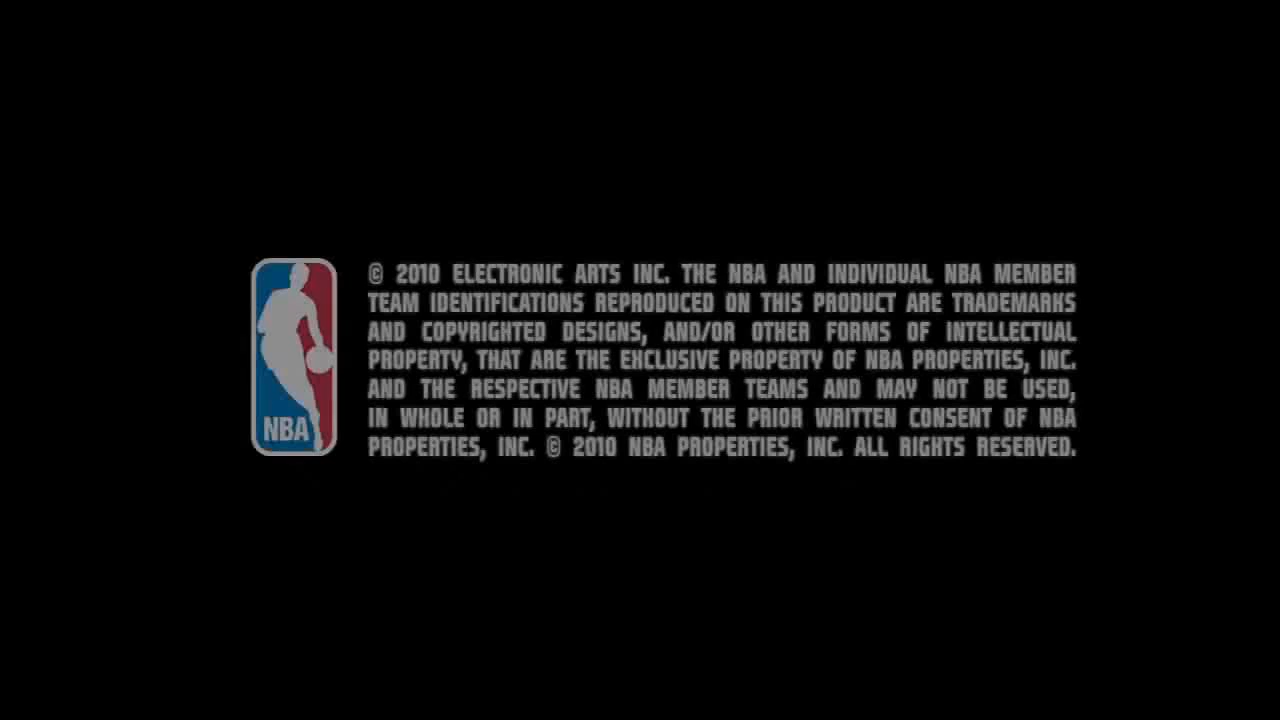 © 2010 ELECTRONIC ARTS INC. THE NBA AND INDIVIDUAL NBA MEMBER
TEAM IDENTIFICATIONS REPRODUCED ON THIS PRODUCT ARE TRADEMARKS
AND COPYRIGHTED DESIGNS, AND/OR OTHER FORMS OF INTELLECTUAL
PROPERTY, THAT ARE THE EXCLUSIVE PROPERTY OF NBA PROPERTIES, INC.
AND THE RESPECTIVE NBA MEMBER TEAMS AND MAY NOT BE USED,
IN WHOLE OR IN PART, WITHOUT THE PRIOR WRITTEN CONSENT OF NBA
PROPERTIES, INC. © 2010 NBA PROPERTIES, INC. ALL RIGHTS RESERVED.
NBA